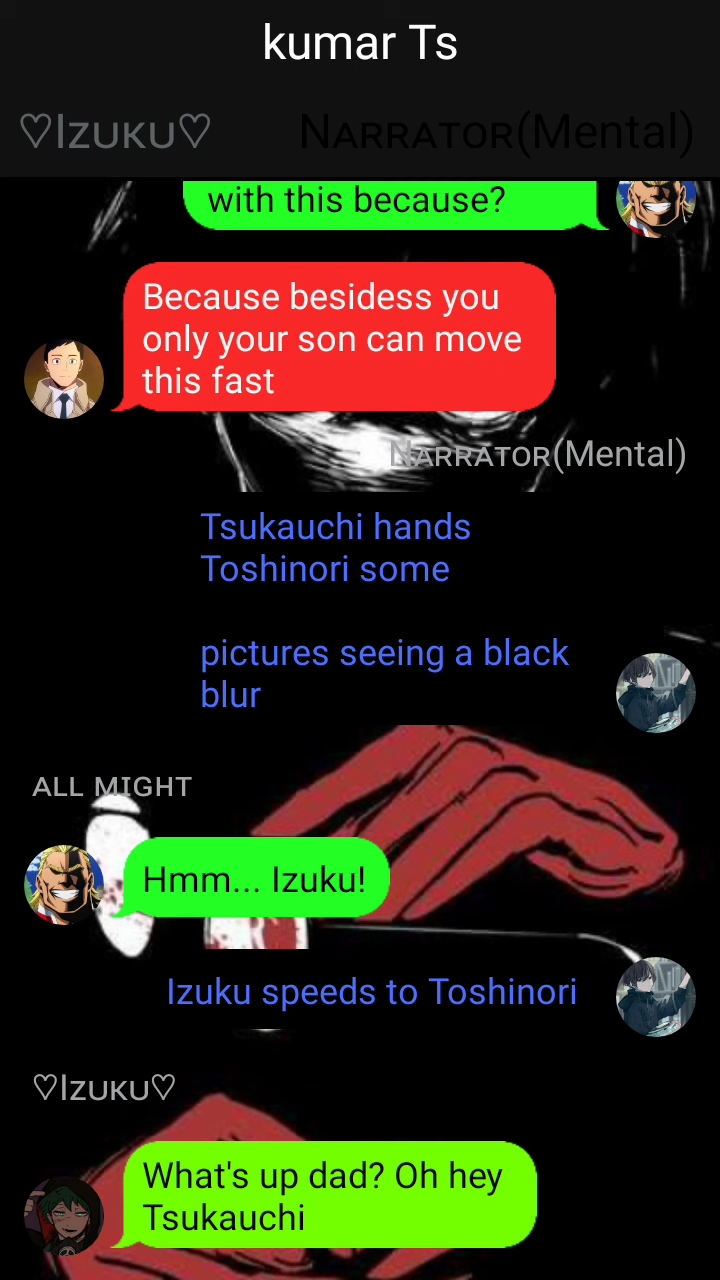 kumar Ts
♡Izuku♡ Narrator(Mental)
with this because?
Because besidess you
only your son can move
this fast
Narrator(Mental)
Tsukauchi hands
Toshinori some
pictures seeing a black
blur
ALL MIGHT
Hmm... Izuku!
Izuku speeds to Toshinori
♡Izuku♡
What's up dad? Oh hey
Tsukauchi